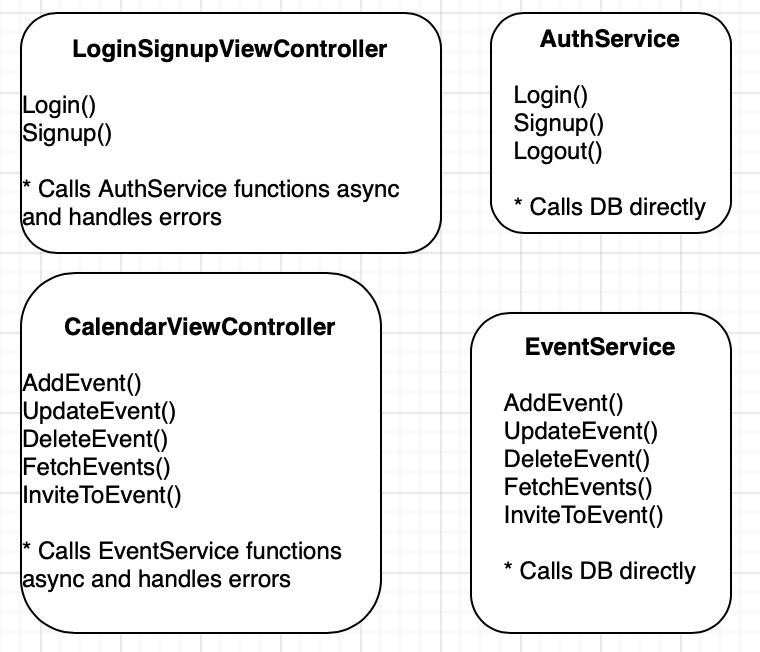 LoginSignupViewController
Login()
Signup()
* Calls AuthService functions async
and handles errors
AuthService
Login()
Signup()
Logout()
* Calls DB directly
CalendarViewController
AddEvent()
UpdateEvent()
DeleteEvent()
FetchEvents()
InviteToEvent()
* Calls EventService functions
async and handles errors
EventService
AddEvent()
UpdateEvent()
DeleteEvent()
FetchEvents()
InviteToEvent()
* Calls DB directly